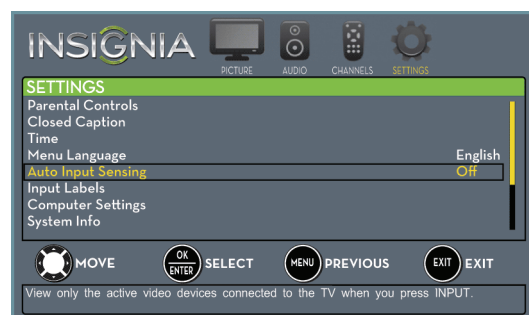 INSIGNIA
PICTURE AUDIO CHANNELS SETTINGS
SETTINGS
Parental Controls
Closed Caption
Time
Menu Language English
Auto Input Sensing Off
Input Labels
Computer Settings
System Info
MOVE OK ENTER SELECT MENU PREVIOUS EXIT EXIT
View only the active video devices connected to the TV when you press INPUT.